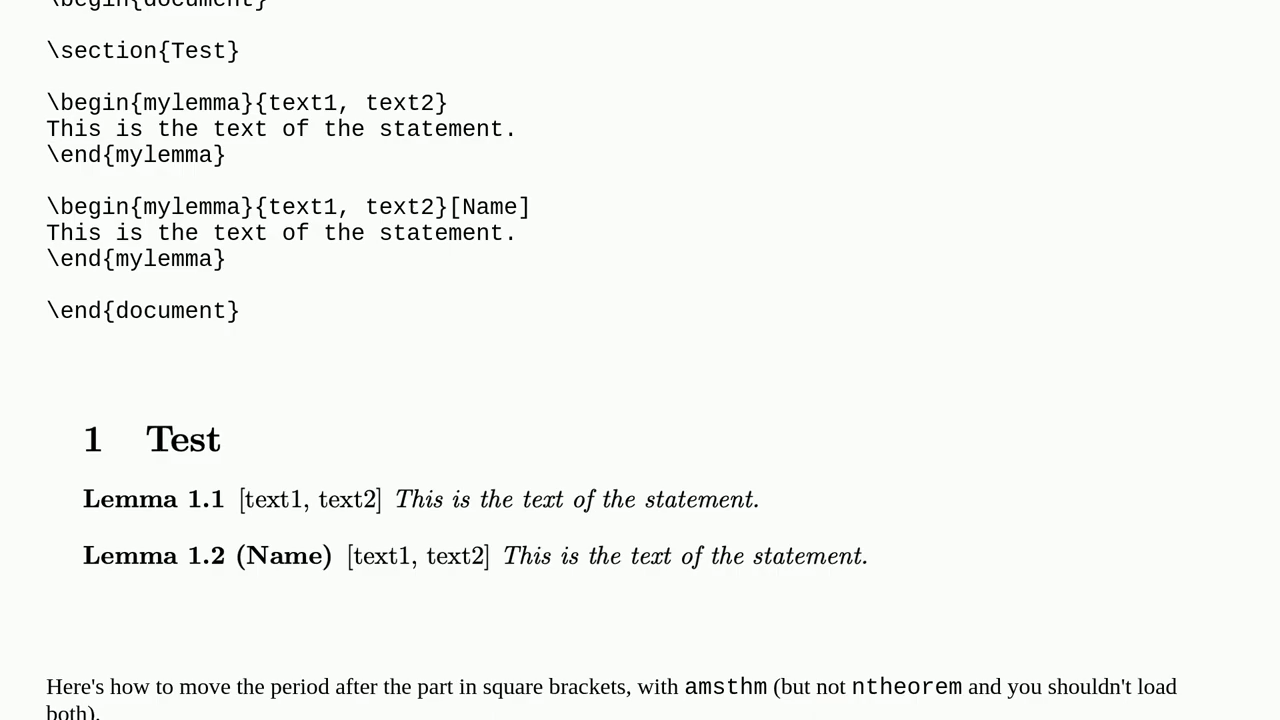 \begin{document}
\section{Test}
\begin{mylemma}{text1, text2}
This is the text of the statement.
\end{mylemma}
\begin{mylemma}{text1, text2}[Name]
This is the text of the statement.
\end{mylemma}
\end{document}
1 Test
Lemma 1.1 [text1, text2] This is the text of the statement.
Lemma 1.2 (Name) [text1, text2] This is the text of the statement.
Here's how to move the period after the part in square brackets, with amsthm (but not ntheorem and you shouldn't load
both).